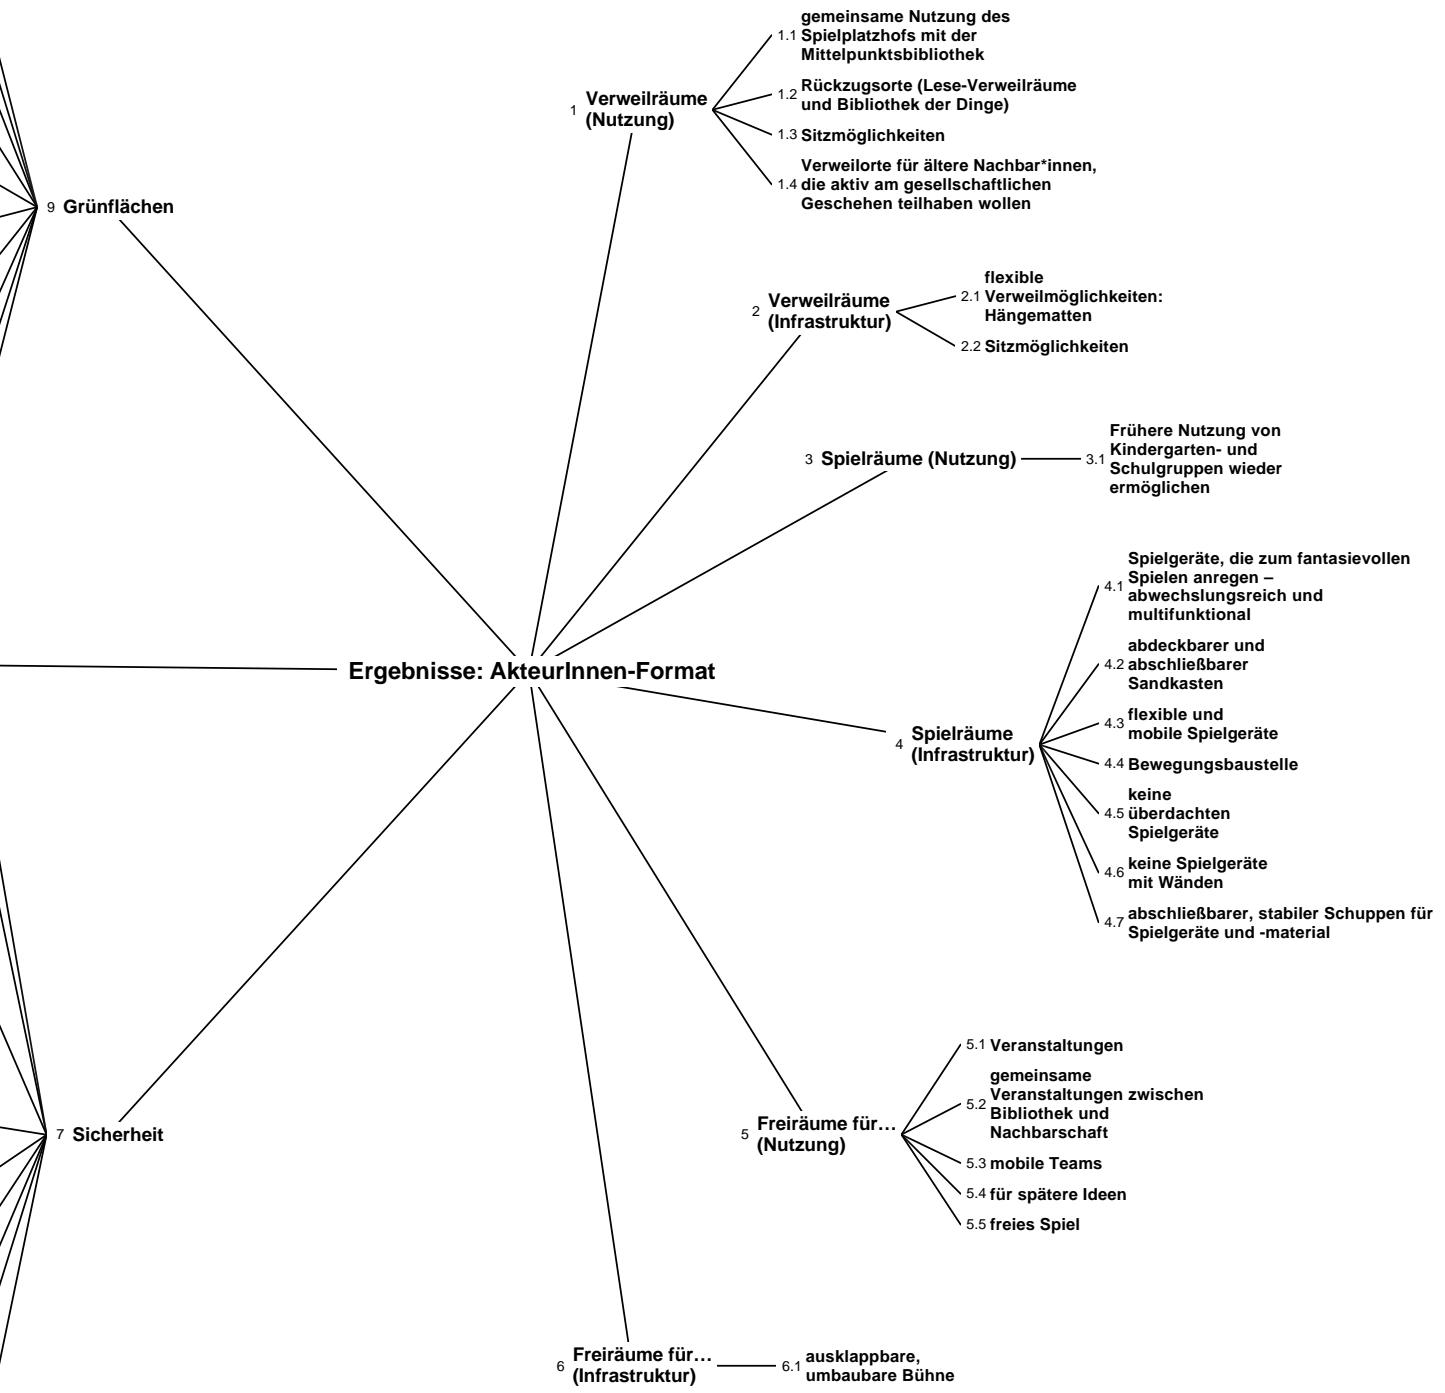 Ergebnisse: AkteurInnen-Format
1 Verweilräume
(Nutzung)
1.1 gemeinsame Nutzung des
Spielplatzhofs mit der
Mittelpunktsbibliothek
1.2 Rückzugsorte (Lese-Verweilräume
und Bibliothek der Dinge)
1.3 Sitzmöglichkeiten
1.4 Verweilorte für ältere Nachbar*innen,
die aktiv am gesellschaftlichen
Geschehen teilhaben wollen
2 Verweilräume
(Infrastruktur)
2.1 flexible
Verweilmöglichkeiten:
Hängematten
2.2 Sitzmöglichkeiten
3 Spielräume (Nutzung)
3.1 Frühere Nutzung von
Kindergarten- und
Schulgruppen wieder
ermöglichen
4 Spielräume
(Infrastruktur)
4.1 Spielgeräte, die zum fantasievollen
Spielen anregen –
abwechslungsreich und
multifunktional
4.2 abdeckbarer und
abschließbarer
Sandkasten
4.3 flexible und
mobile Spielgeräte
4.4 Bewegungsbaustelle
4.5 keine
überdachten
Spielgeräte
4.6 keine Spielgeräte
mit Wänden
4.7 abschließbarer, stabiler Schuppen für
Spielgeräte und -material
5 Freiräume für…
(Nutzung)
5.1 Veranstaltungen
5.2 gemeinsame
Veranstaltungen zwischen
Bibliothek und
Nachbarschaft
5.3 mobile Teams
5.4 für spätere Ideen
5.5 freies Spiel
6 Freiräume für…
(Infrastruktur)
6.1 ausklappbare,
umbaubare Bühne
7 Sicherheit
9 Grünflächen